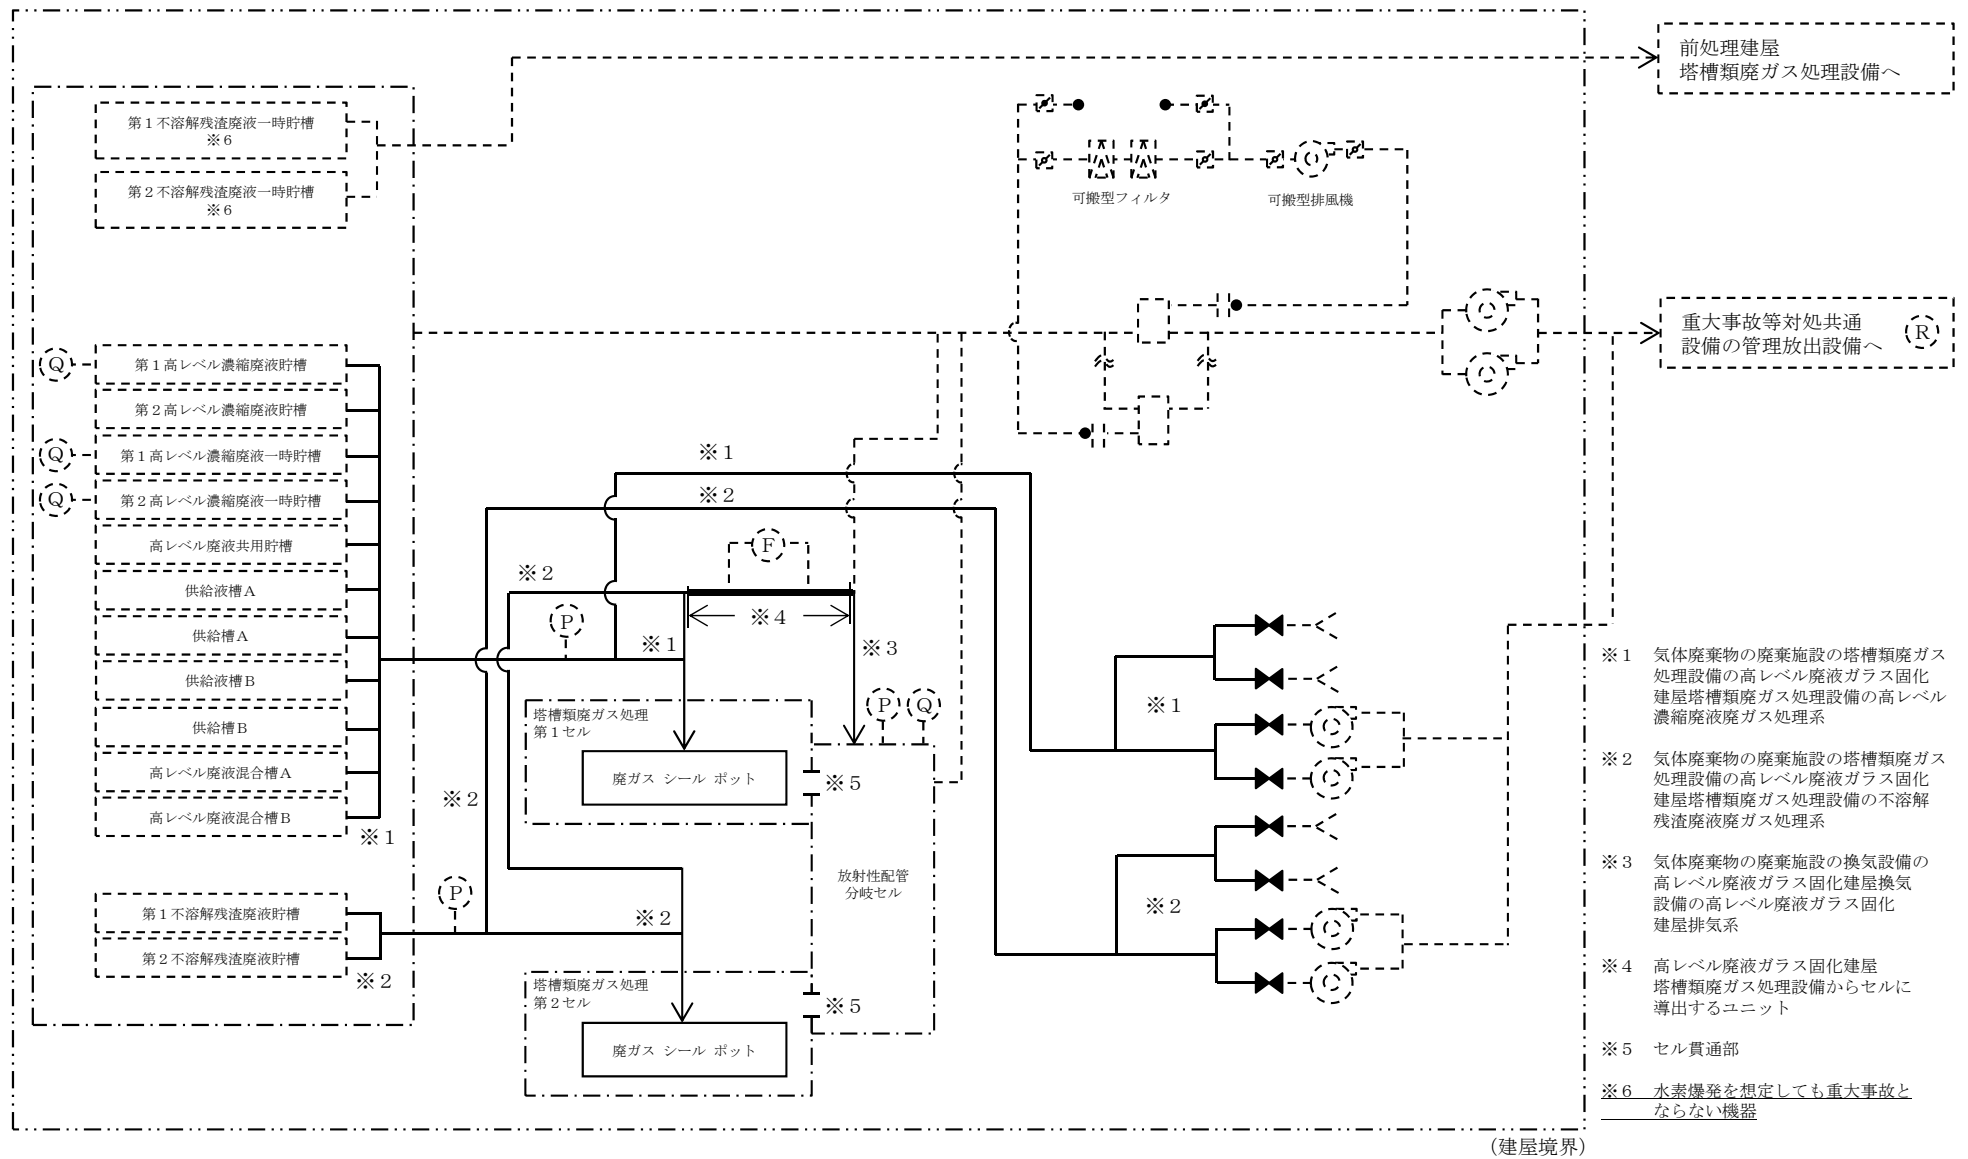 前処理建屋
塔槽類廃ガス処理設備へ
第１不溶解残渣廃液一時貯槽
※６
第２不溶解残渣廃液一時貯槽
※６
可搬型フィルタ
可搬型排風機
重大事故等対処共通
設備の管理放出設備へ
R
Q
第１高レベル濃縮廃液貯槽
第２高レベル濃縮廃液貯槽
Q
第１高レベル濃縮廃液一時貯槽
Q
第２高レベル濃縮廃液一時貯槽
高レベル廃液共用貯槽
供給液槽Ａ
供給槽Ａ
供給液槽Ｂ
供給槽Ｂ
高レベル廃液混合槽Ａ
高レベル廃液混合槽Ｂ
※１
第１不溶解残渣廃液貯槽
第２不溶解残渣廃液貯槽
※２
P
※２
※１
※２
※２
F
※４
P
※１
※３
P
Q
塔槽類廃ガス処理
第１セル
廃ガス シール ポット
※５
放射性配管
分岐セル
※２
塔槽類廃ガス処理
第２セル
廃ガス シール ポット
※５
※１
※２
※１ 気体廃棄物の廃棄施設の塔槽類廃ガス
処理設備の高レベル廃液ガラス固化
建屋塔槽類廃ガス処理設備の高レベル
濃縮廃液廃ガス処理系
※２ 気体廃棄物の廃棄施設の塔槽類廃ガス
処理設備の高レベル廃液ガラス固化
建屋塔槽類廃ガス処理設備の不溶解
残渣廃液廃ガス処理系
※３ 気体廃棄物の廃棄施設の換気設備の
高レベル廃液ガラス固化建屋換気
設備の高レベル廃液ガラス固化
建屋排気系
※４ 高レベル廃液ガラス固化建屋
塔槽類廃ガス処理設備からセルに
導出するユニット
※５ セル貫通部
※６ 水素爆発を想定しても重大事故と
ならない機器
（建屋境界）